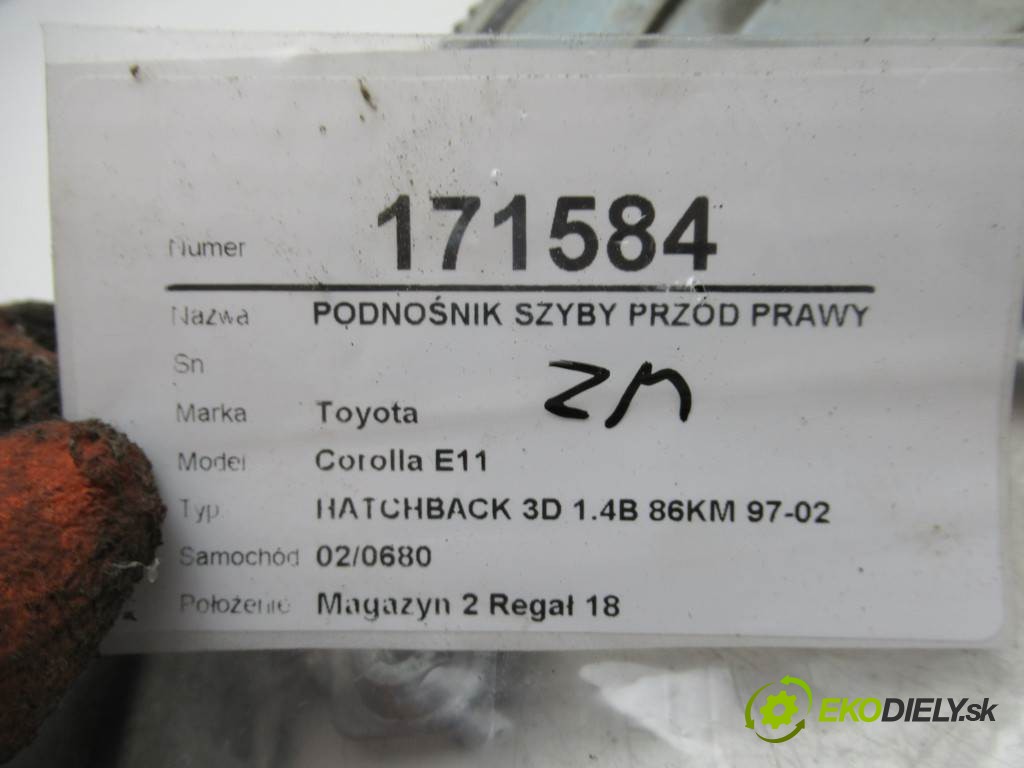 Numer 171584
Nazwa PODNOŚNIK SZYBY PRZÓD PRAWY
Sn
Marka Toyota
Model Corolla E11
Typ HATCHBACK 3D 1.4B 86KM 97-02
Samochód 02/0680
Położenie Magazyn 2 Regał 18
EKODIELY.sk